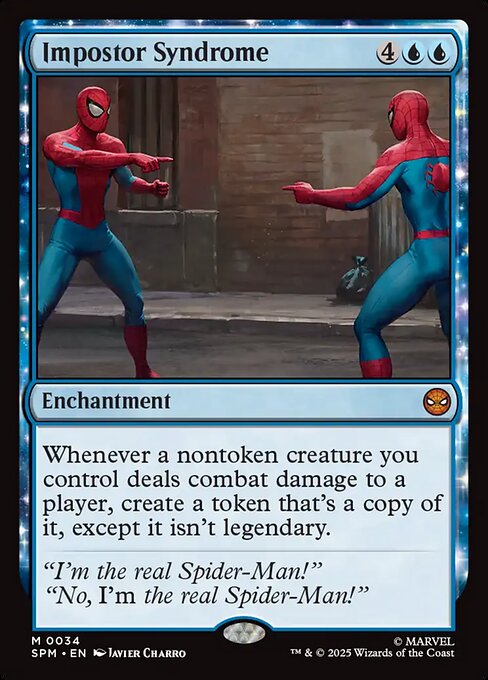 Impostor Syndrome 4
Enchantment
Whenever a nontoken creature you
control deals combat damage to a
player, create a token that's a copy of
it, except it isn't legendary.
“I'm the real Spider-Man!”
“No, I'm the real Spider-Man!”
M 0034
SPM • EN Javier Charro
© MARVEL
™ & © 2025 Wizards of the Coast